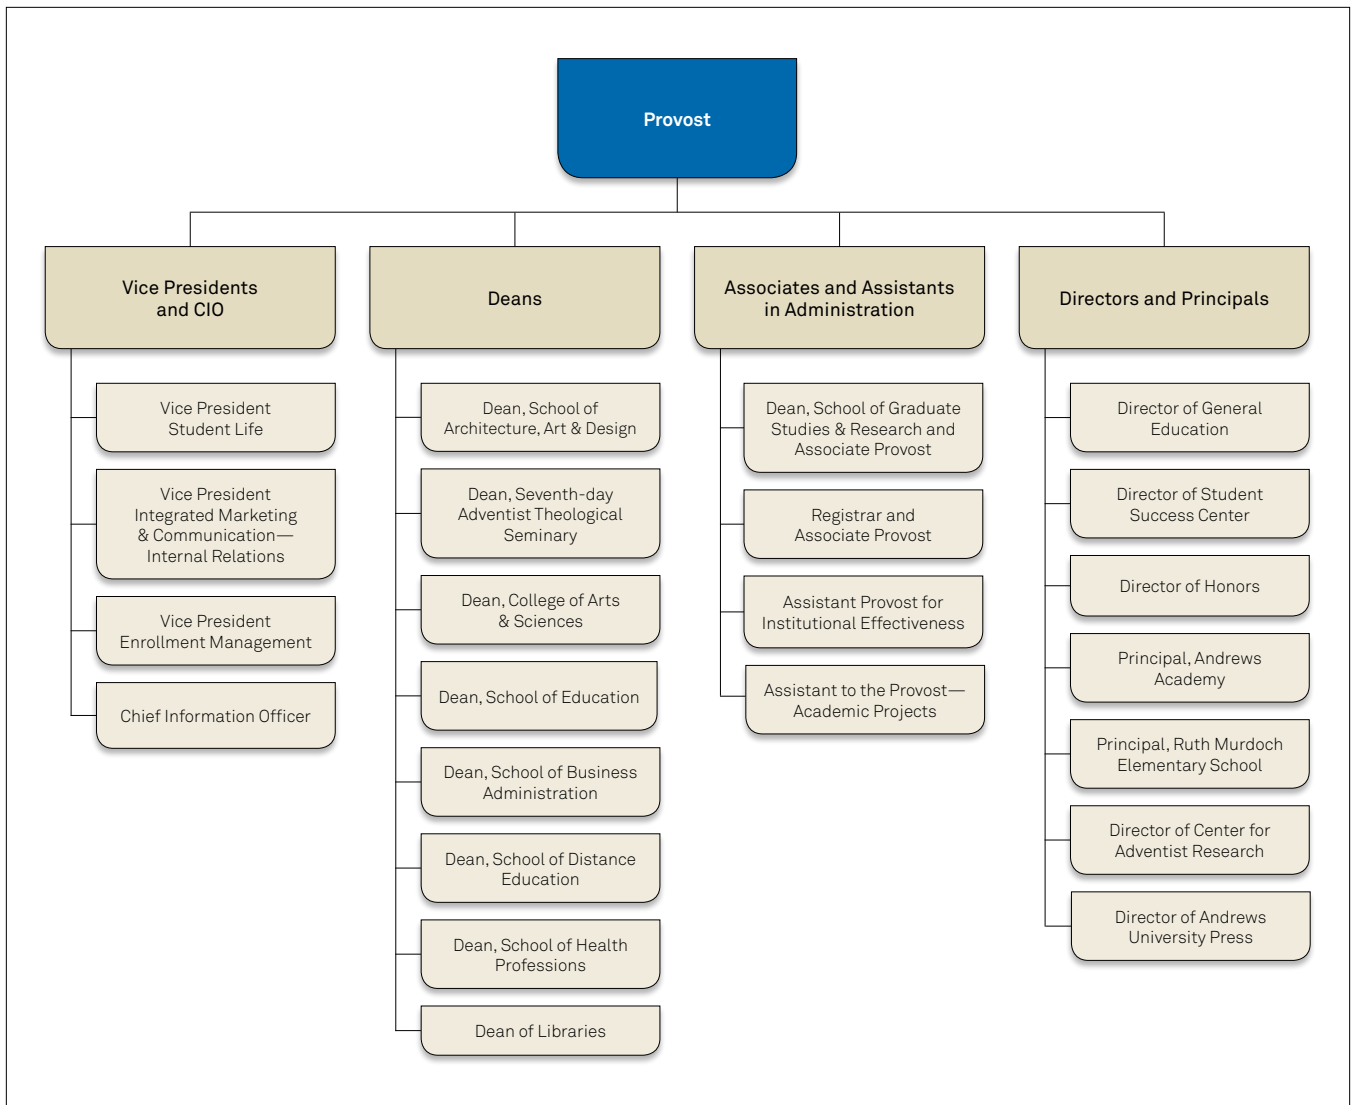 Provost
Vice Presidents
and CIO
Vice President
Student Life
Vice President
Integrated Marketing
& Communication—
Internal Relations
Vice President
Enrollment Management
Chief Information Officer
Deans
Dean, School of
Architecture, Art & Design
Dean, Seventh-day
Adventist Theological
Seminary
Dean, College of Arts
& Sciences
Dean, School of Education
Dean, School of Business
Administration
Dean, School of Distance
Education
Dean, School of Health
Professions
Dean of Libraries
Associates and Assistants
in Administration
Dean, School of Graduate
Studies & Research and
Associate Provost
Registrar and
Associate Provost
Assistant Provost for
Institutional Effectiveness
Assistant to the Provost—
Academic Projects
Directors and Principals
Director of General
Education
Director of Student
Success Center
Director of Honors
Principal, Andrews
Academy
Principal, Ruth Murdoch
Elementary School
Director of Center for
Adventist Research
Director of Andrews
University Press